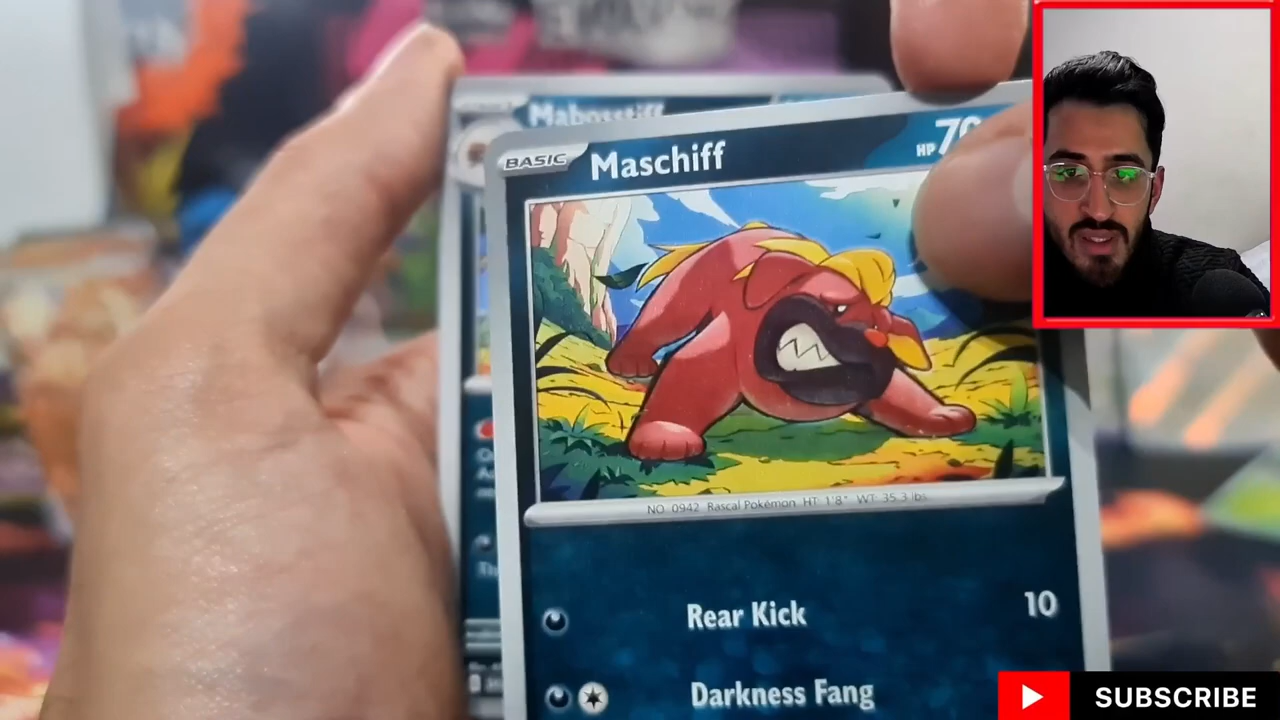 Mabosstiff
BASIC Maschiff HP 70
NO. 0942 Rascal Pokémon HT: 1'8" WT: 35.3 lbs.
Rear Kick 10
Darkness Fang
SUBSCRIBE